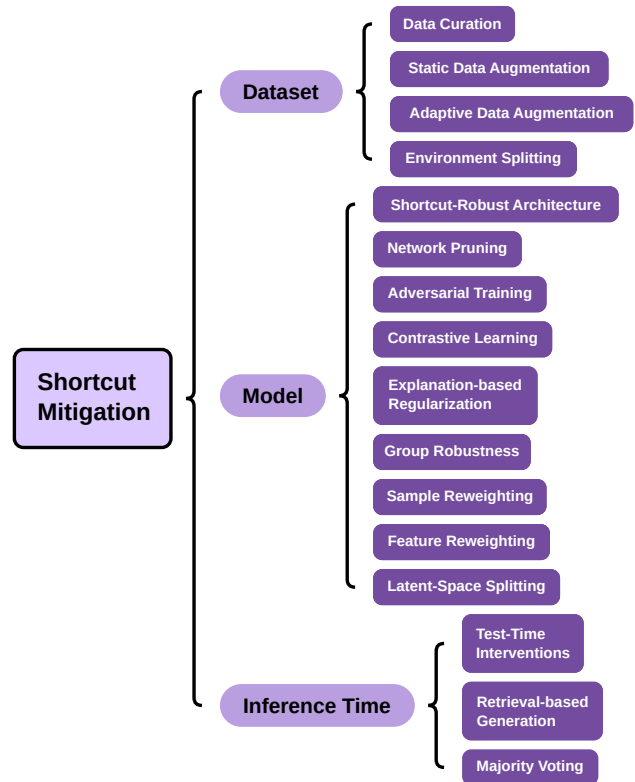 Shortcut
Mitigation
Dataset
Data Curation
Static Data Augmentation
Adaptive Data Augmentation
Environment Splitting
Model
Shortcut-Robust Architecture
Network Pruning
Adversarial Training
Contrastive Learning
Explanation-based
Regularization
Group Robustness
Sample Reweighting
Feature Reweighting
Latent-Space Splitting
Inference Time
Test-Time
Interventions
Retrieval-based
Generation
Majority Voting